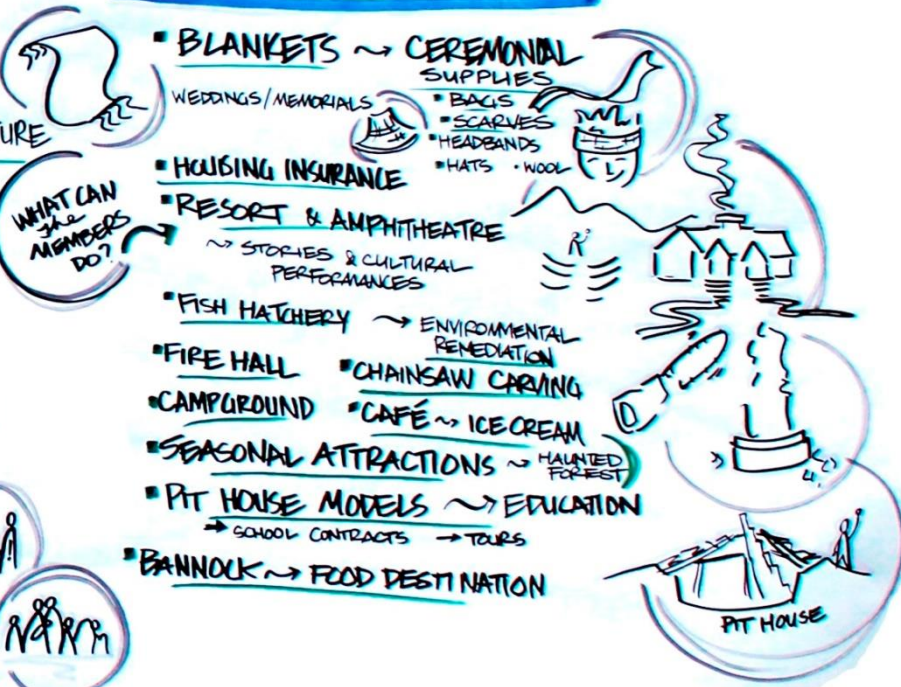 ▪ BLANKETS ~> CEREMONIAL
SUPPLIES
WEDDINGS/MEMORIALS
▪ BAGS
▪ SCARVES
▪ HEADBANDS
▪ HATS ▪ WOOL
URE
▪ HOUSING INSURANCE
WHAT CAN
the
MEMBERS
DO?
▪ RESORT & AMPHITHEATRE
~> STORIES & CULTURAL
PERFORMANCES
▪ FISH HATCHERY ~> ENVIRONMENTAL
REMEDIATION
▪ FIRE HALL ▪ CHAINSAW CARVING
▪ CAMPGROUND ▪ CAFÉ ~> ICE CREAM
▪ SEASONAL ATTRACTIONS ~> HAUNTED
FOREST
▪ PIT HOUSE MODELS ~> EDUCATION
→ SCHOOL CONTRACTS → TOURS
▪ BANNOCK ~> FOOD DESTINATION
PIT HOUSE